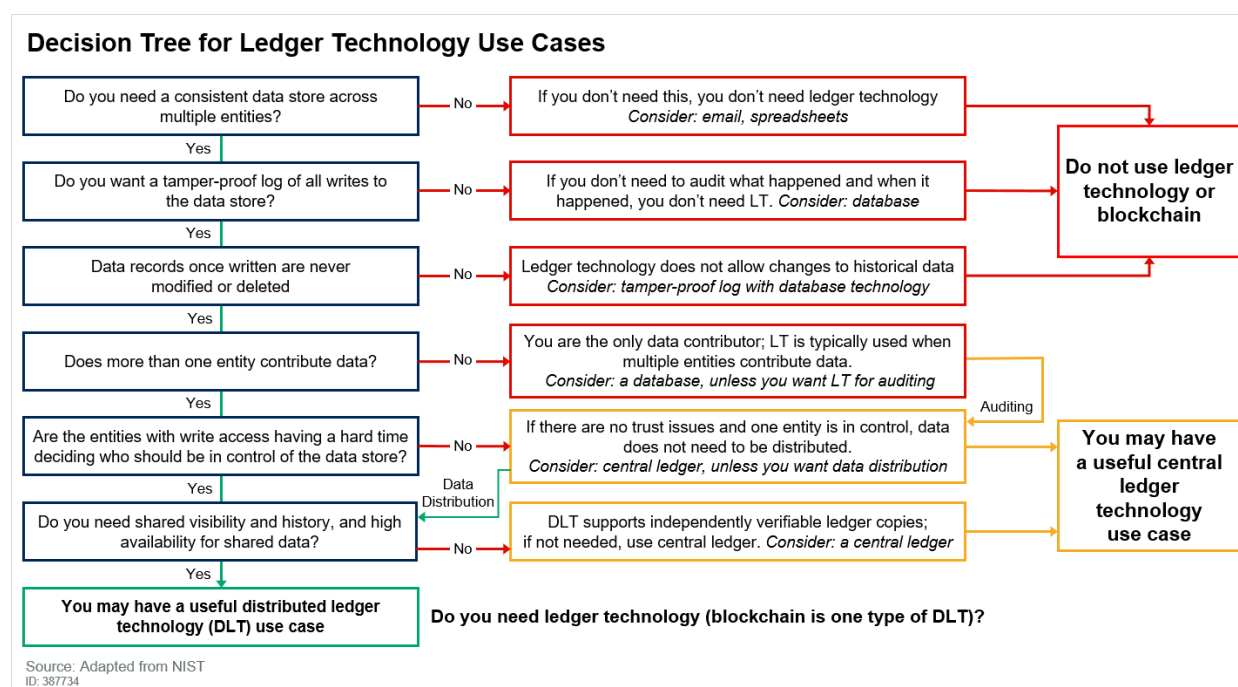 Decision Tree for Ledger Technology Use Cases
Do you need a consistent data store across
multiple entities?
No
If you don't need this, you don't need ledger technology
Consider: email, spreadsheets
Yes
Do you want a tamper-proof log of all writes to
the data store?
No
If you don't need to audit what happened and when it
happened, you don't need LT. Consider: database
Do not use ledger
technology or
blockchain
Yes
Data records once written are never
modified or deleted
No
Ledger technology does not allow changes to historical data
Consider: tamper-proof log with database technology
Yes
Does more than one entity contribute data?
No
You are the only data contributor; LT is typically used when
multiple entities contribute data.
Consider: a database, unless you want LT for auditing
Auditing
Yes
Are the entities with write access having a hard time
deciding who should be in control of the data store?
No
If there are no trust issues and one entity is in control, data
does not need to be distributed.
Consider: central ledger, unless you want data distribution
You may have
a useful central
ledger
technology
use case
Yes
Data
Distribution
Do you need shared visibility and history, and high
availability for shared data?
No
DLT supports independently verifiable ledger copies;
if not needed, use central ledger. Consider: a central ledger
Yes
You may have a useful distributed ledger
technology (DLT) use case
Do you need ledger technology (blockchain is one type of DLT)?
Source: Adapted from NIST
ID: 387734